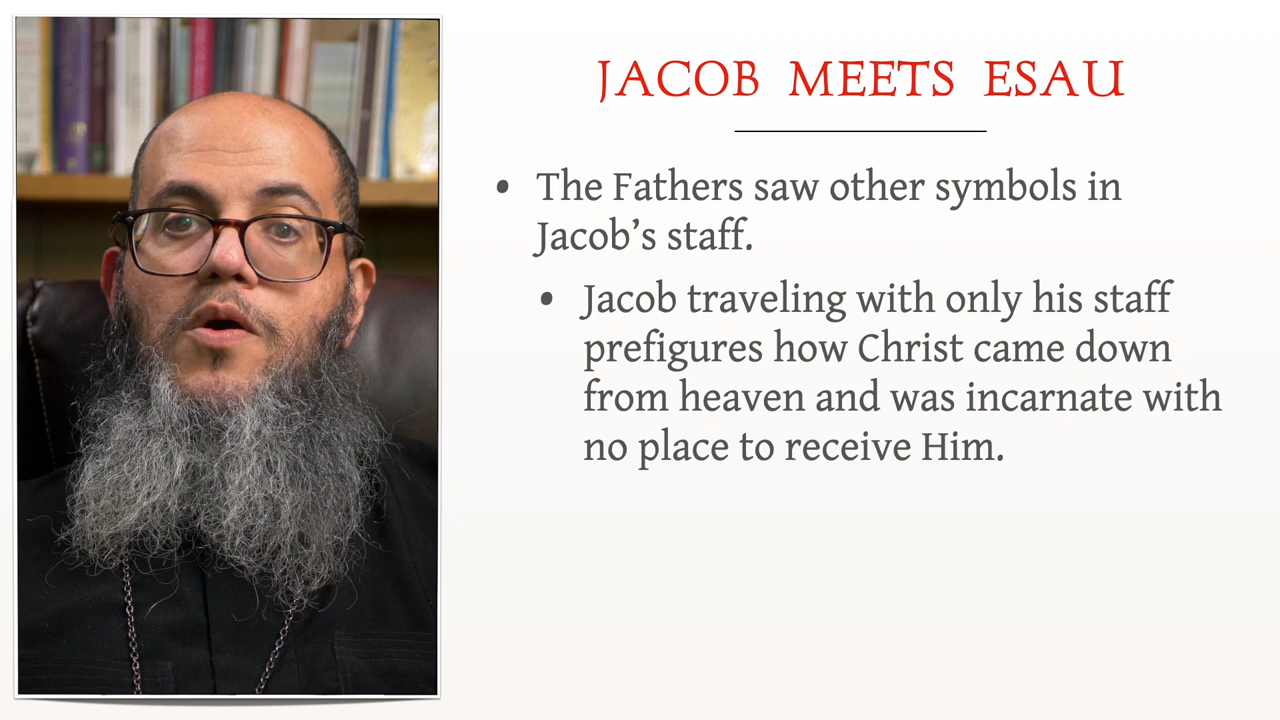 JACOB MEETS ESAU
• The Fathers saw other symbols in
Jacob’s staff.
• Jacob traveling with only his staff
prefigures how Christ came down
from heaven and was incarnate with
no place to receive Him.